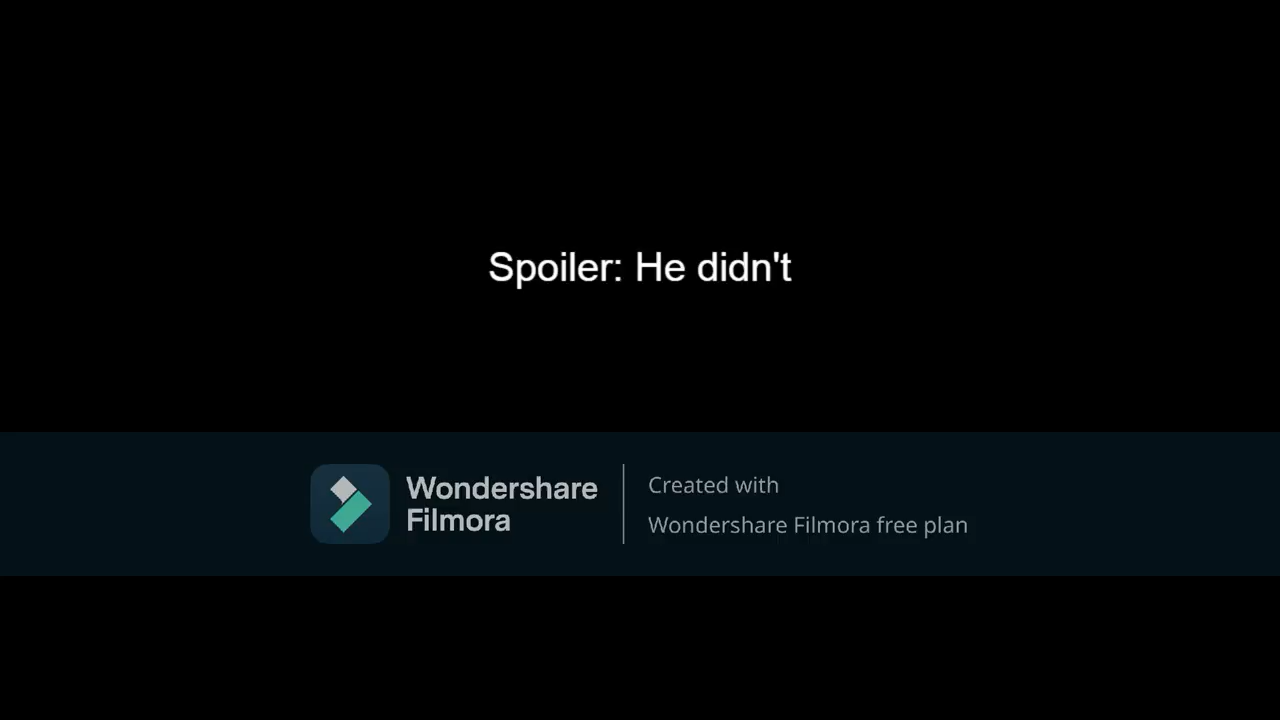 Spoiler: He didn't
Wondershare
Filmora
Created with
Wondershare Filmora free plan